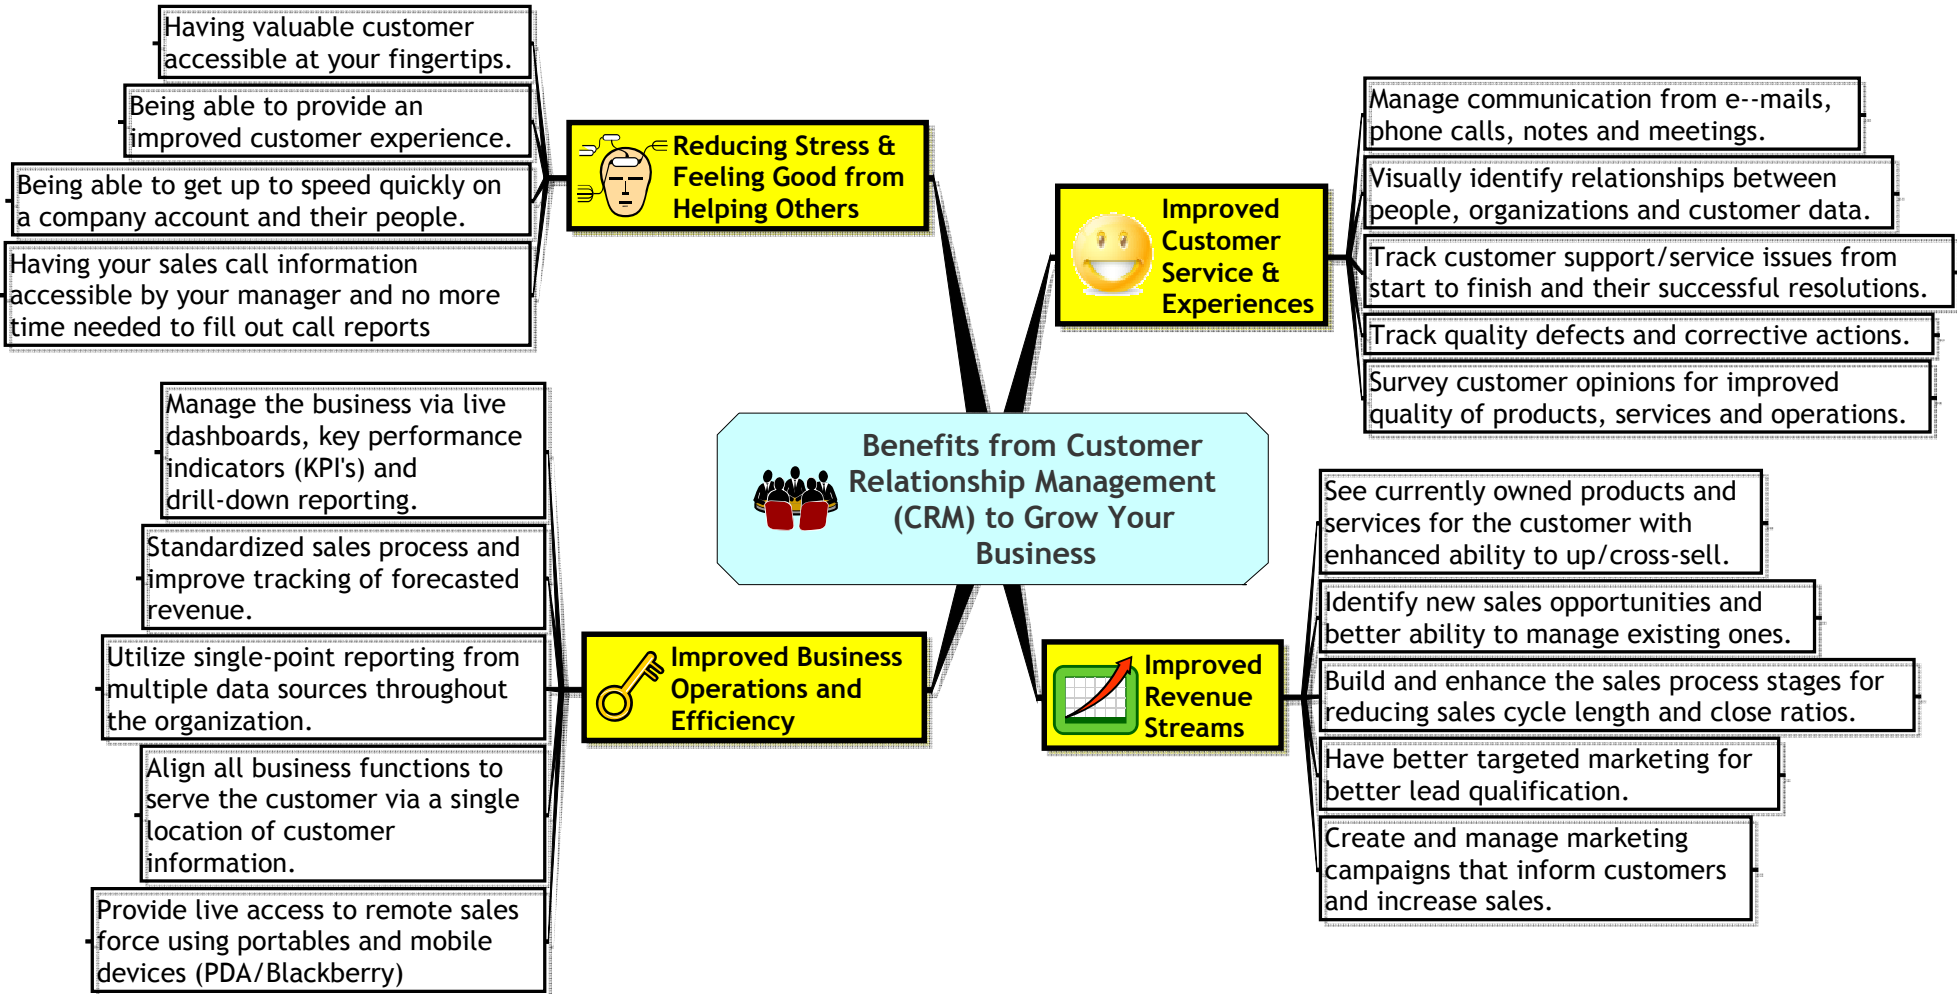 Benefits from Customer
Relationship Management
(CRM) to Grow Your
Business
Reducing Stress &
Feeling Good from
Helping Others
Having valuable customer
accessible at your fingertips.
Being able to provide an
improved customer experience.
Being able to get up to speed quickly on
a company account and their people.
Having your sales call information
accessible by your manager and no more
time needed to fill out call reports
Improved
Customer
Service &
Experiences
Manage communication from e--mails,
phone calls, notes and meetings.
Visually identify relationships between
people, organizations and customer data.
Track customer support/service issues from
start to finish and their successful resolutions.
Track quality defects and corrective actions.
Survey customer opinions for improved
quality of products, services and operations.
Improved Business
Operations and
Efficiency
Manage the business via live
dashboards, key performance
indicators (KPI's) and
drill-down reporting.
Standardized sales process and
improve tracking of forecasted
revenue.
Utilize single-point reporting from
multiple data sources throughout
the organization.
Align all business functions to
serve the customer via a single
location of customer
information.
Provide live access to remote sales
force using portables and mobile
devices (PDA/Blackberry)
Improved
Revenue
Streams
See currently owned products and
services for the customer with
enhanced ability to up/cross-sell.
Identify new sales opportunities and
better ability to manage existing ones.
Build and enhance the sales process stages for
reducing sales cycle length and close ratios.
Have better targeted marketing for
better lead qualification.
Create and manage marketing
campaigns that inform customers
and increase sales.